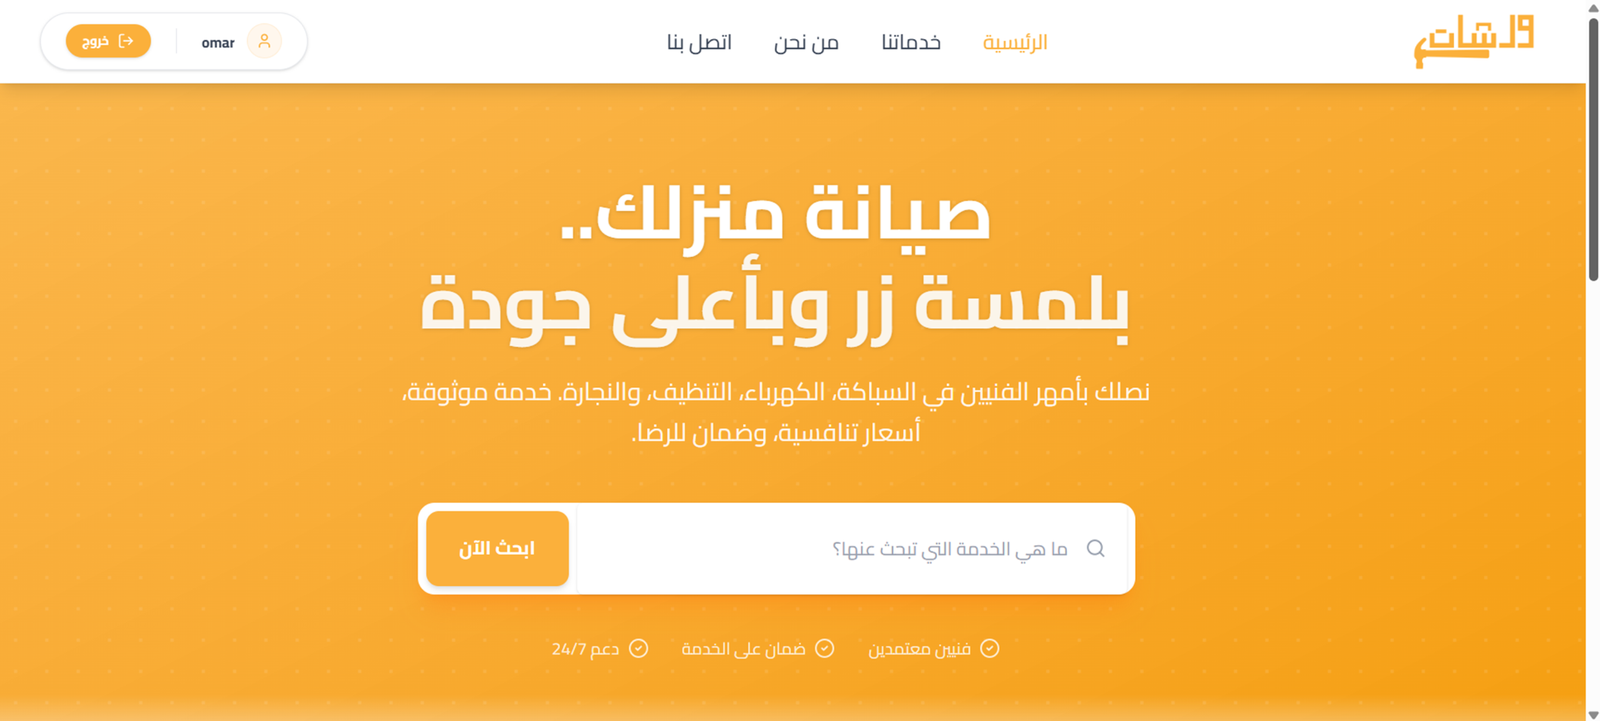 ورشات
الرئيسية
خدماتنا
من نحن
اتصل بنا
omar
خروج
صيانة منزلك..
بلمسة زر وبأعلى جودة
نصلك بأمهر الفنيين في السباكة، الكهرباء، التنظيف، والنجارة. خدمة موثوقة،
أسعار تنافسية، وضمان للرضا.
ما هي الخدمة التي تبحث عنها؟
ابحث الآن
فنيين معتمدين
ضمان على الخدمة
دعم 24/7